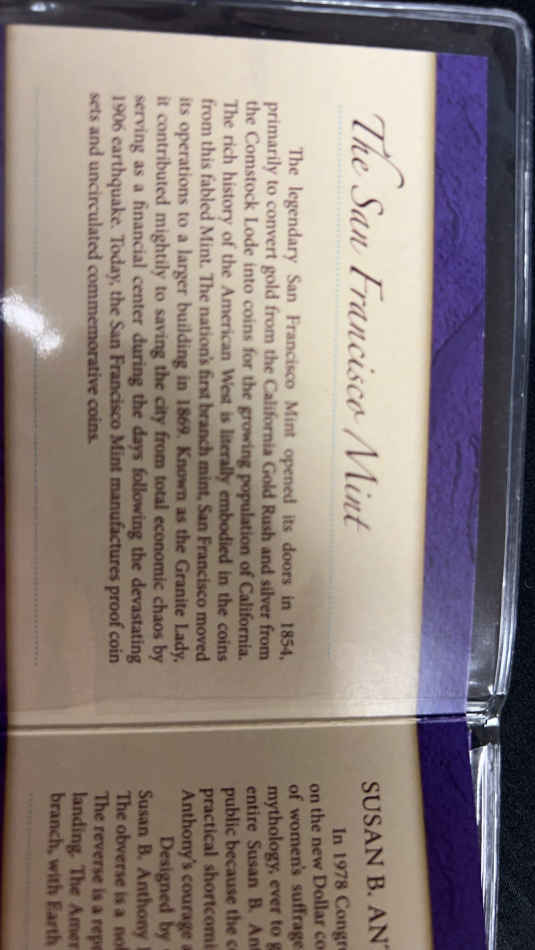 The San Francisco Mint
The legendary San Francisco Mint opened its doors in 1854,
primarily to convert gold from the California Gold Rush and silver from
the Comstock Lode into coins for the growing population of California.
The rich history of the American West is literally embodied in the coins
from this fabled Mint. The nation's first branch mint, San Francisco moved
its operations to a larger building in 1869. Known as the Granite Lady,
it contributed mightily to saving the city from total economic chaos by
serving as a financial center during the days following the devastating
1906 earthquake. Today, the San Francisco Mint manufactures proof coin
sets and uncirculated commemorative coins.
SUSAN B. AN
In 1978 Cong
on the new Dollar c
of women's suffrage
mythology, ever to g
entire Susan B. An
public because the c
practical shortcomi
Anthony's courage a
Designed by
Susan B. Anthony
The obverse is a no
The reverse is a rep
landing. The Amer
branch, with Earth